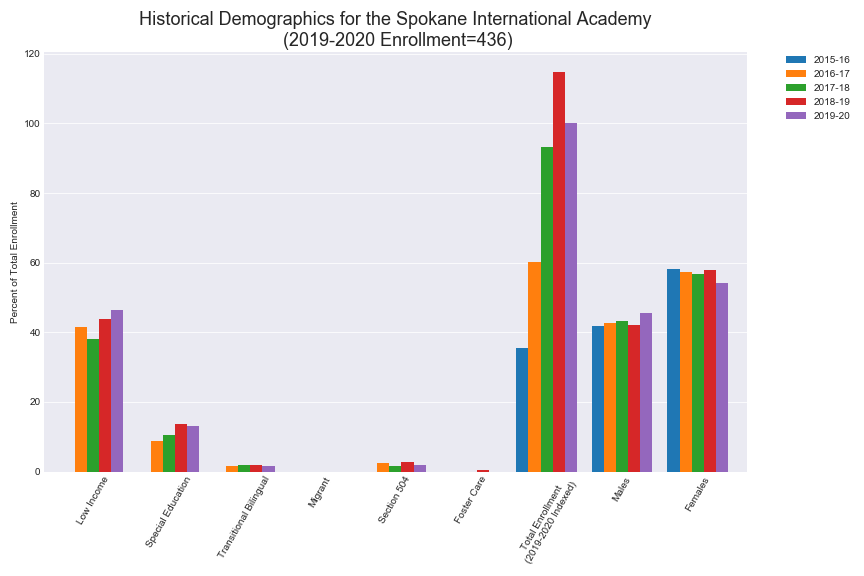 Historical Demographics for the Spokane International Academy
(2019-2020 Enrollment=436)
120
100
80
60
40
20
0
Percent of Total Enrollment
Low Income
Special Education
Transitional Bilingual
Migrant
Section 504
Foster Care
Total Enrollment
(2019-2020 Indexed)
Males
Females
2015-16
2016-17
2017-18
2018-19
2019-20